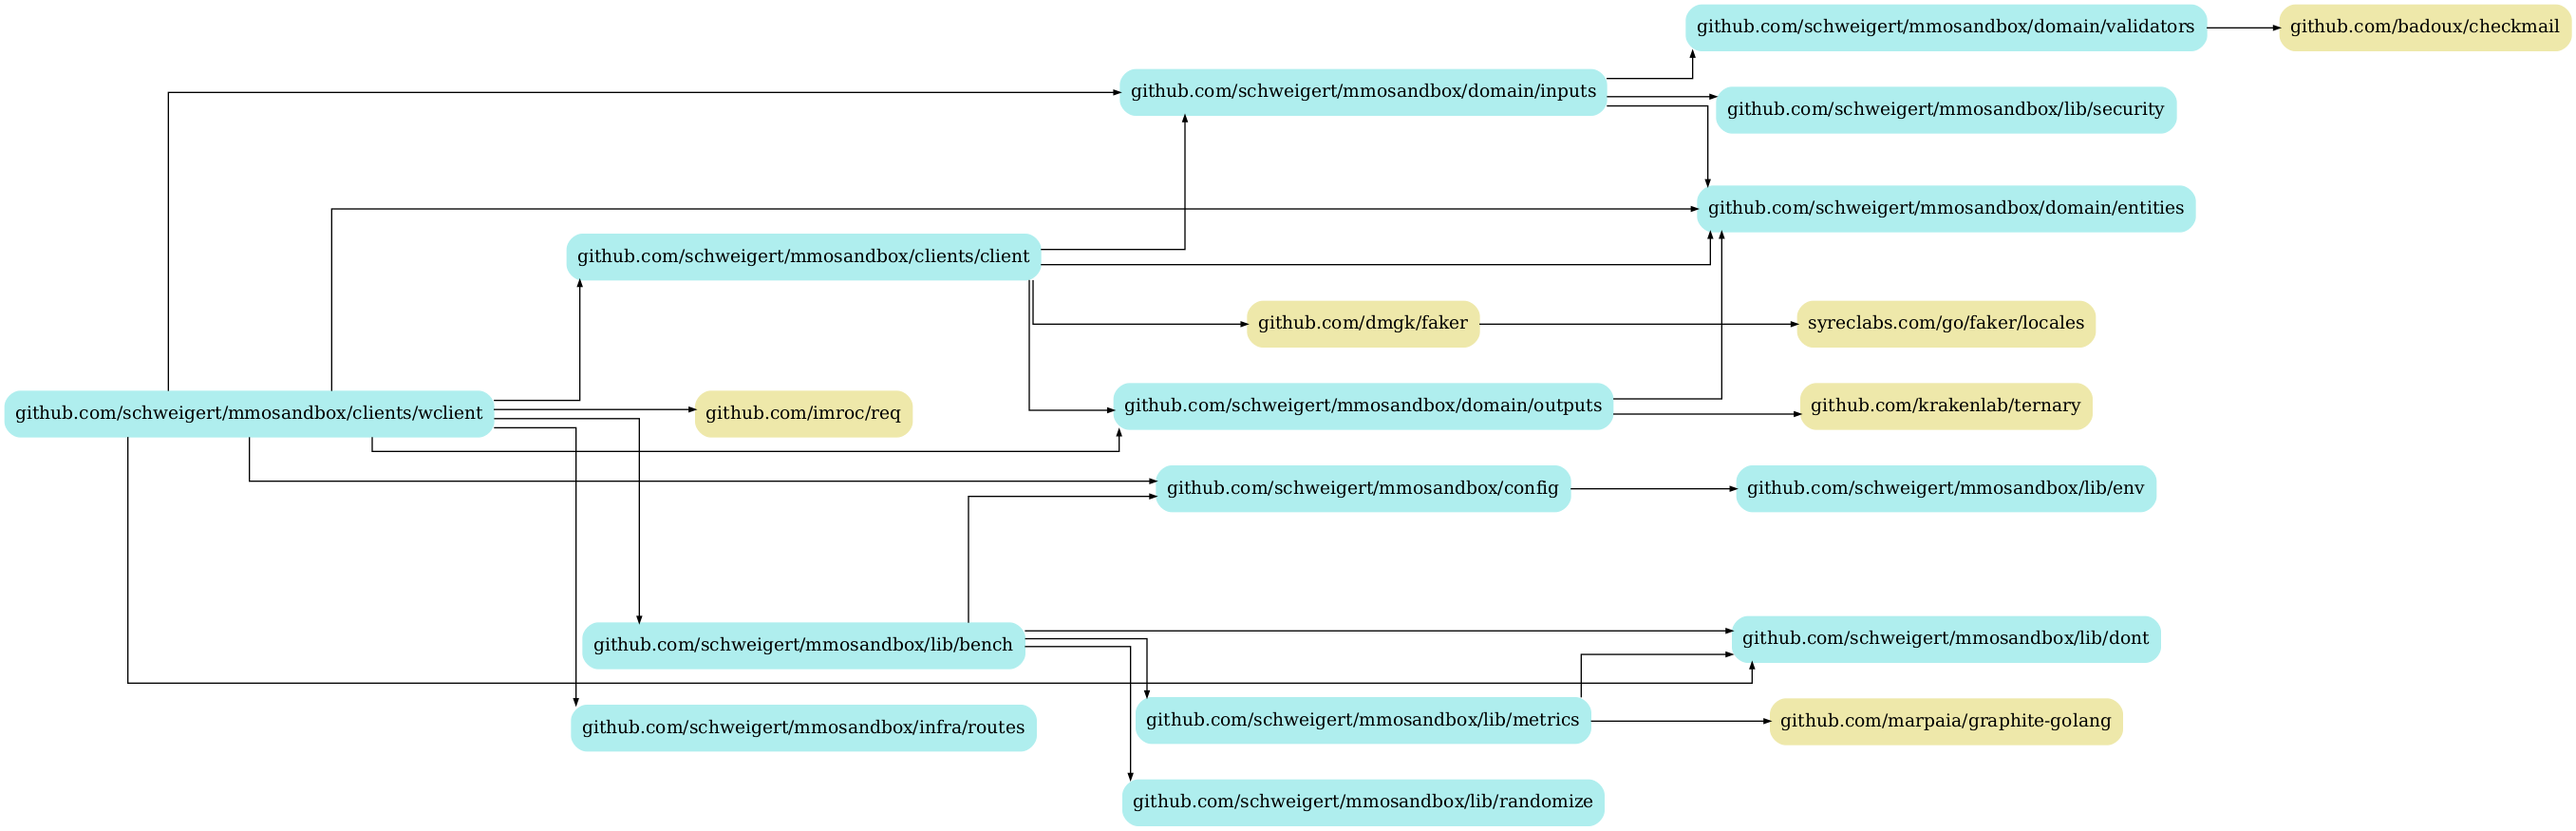 github.com/schweigert/mmosandbox/domain/validators
github.com/badoux/checkmail
github.com/schweigert/mmosandbox/domain/inputs
github.com/schweigert/mmosandbox/lib/security
github.com/schweigert/mmosandbox/domain/entities
github.com/schweigert/mmosandbox/clients/client
github.com/dmgk/faker
syreclabs.com/go/faker/locales
github.com/schweigert/mmosandbox/clients/wclient
github.com/imroc/req
github.com/schweigert/mmosandbox/domain/outputs
github.com/krakenlab/ternary
github.com/schweigert/mmosandbox/config
github.com/schweigert/mmosandbox/lib/env
github.com/schweigert/mmosandbox/lib/bench
github.com/schweigert/mmosandbox/lib/dont
github.com/schweigert/mmosandbox/infra/routes
github.com/schweigert/mmosandbox/lib/metrics
github.com/marpaia/graphite-golang
github.com/schweigert/mmosandbox/lib/randomize